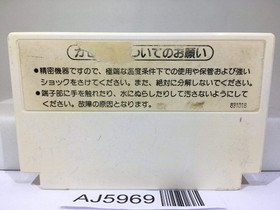 かせ ついてのお願い
●精密機器ですので、極端な温度条件下での使用や保管および強い
ショックをさけてください。また、絶対に分解しないでください。
●端子部に手を触れたり、水にぬらしたりして汚さないようにして
ください。故障の原因となります。
AJ5969